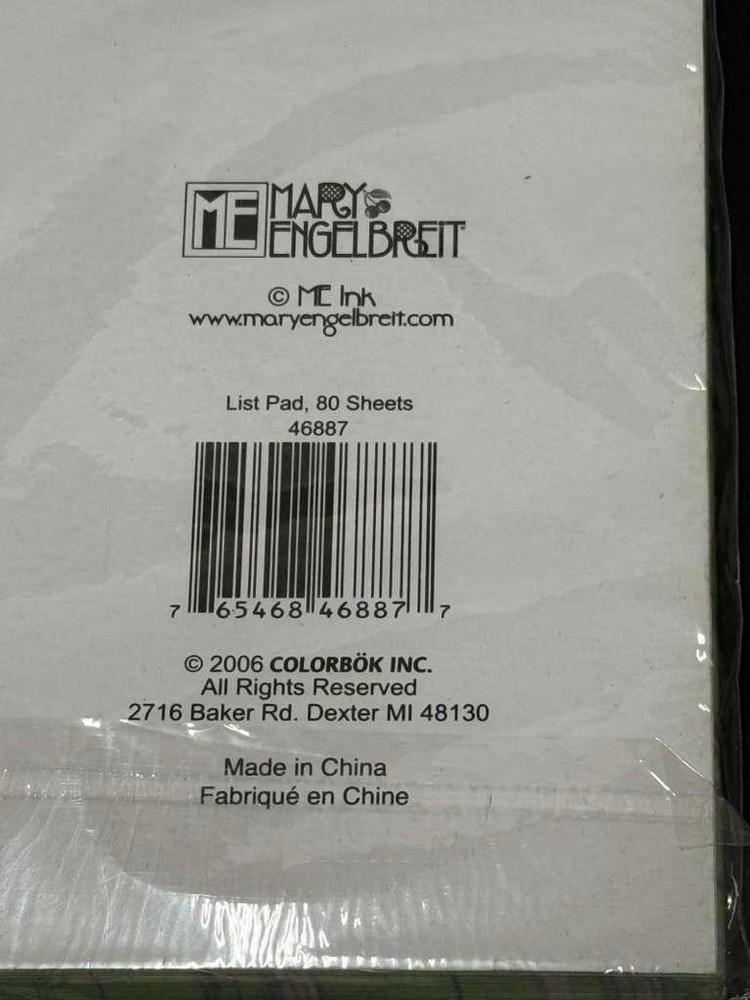 ME MARY
ENGELBREIT
© ME Ink
www.maryengelbreit.com
List Pad, 80 Sheets
46887
7 65468 46887 7
© 2006 COLORBÖK INC.
All Rights Reserved
2716 Baker Rd. Dexter MI 48130
Made in China
Fabriqué en Chine